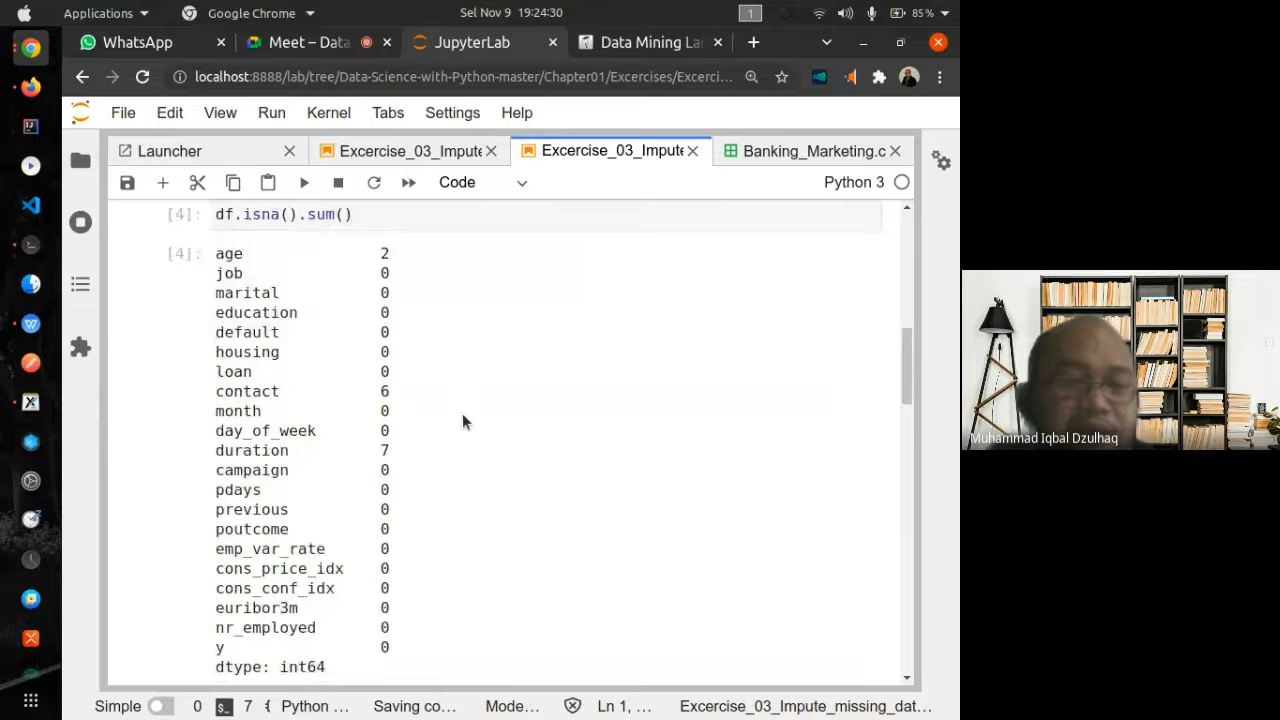 Applications
Google Chrome
Sel Nov 9 19:24:30
1
85 %
WhatsApp
Meet – Data
JupyterLab
Data Mining La
localhost:8888/lab/tree/Data-Science-with-Python-master/Chapter01/Excercises/Excerci...
File Edit View Run Kernel Tabs Settings Help
Launcher
Excercise_03_Impute
Excercise_03_Impute
Banking_Marketing.c
Code
Python 3
[4]: df.isna().sum()
[4]: age 2
job 0
marital 0
education 0
default 0
housing 0
loan 0
contact 6
month 0
day_of_week 0
duration 7
campaign 0
pdays 0
previous 0
poutcome 0
emp_var_rate 0
cons_price_idx 0
cons_conf_idx 0
euribor3m 0
nr_employed 0
y 0
dtype: int64
Muhammad Iqbal Dzulhaq
Simple 0 $_ 7 Python ... Saving co... Mode... Ln 1, ... Excercise_03_Impute_missing_dat...